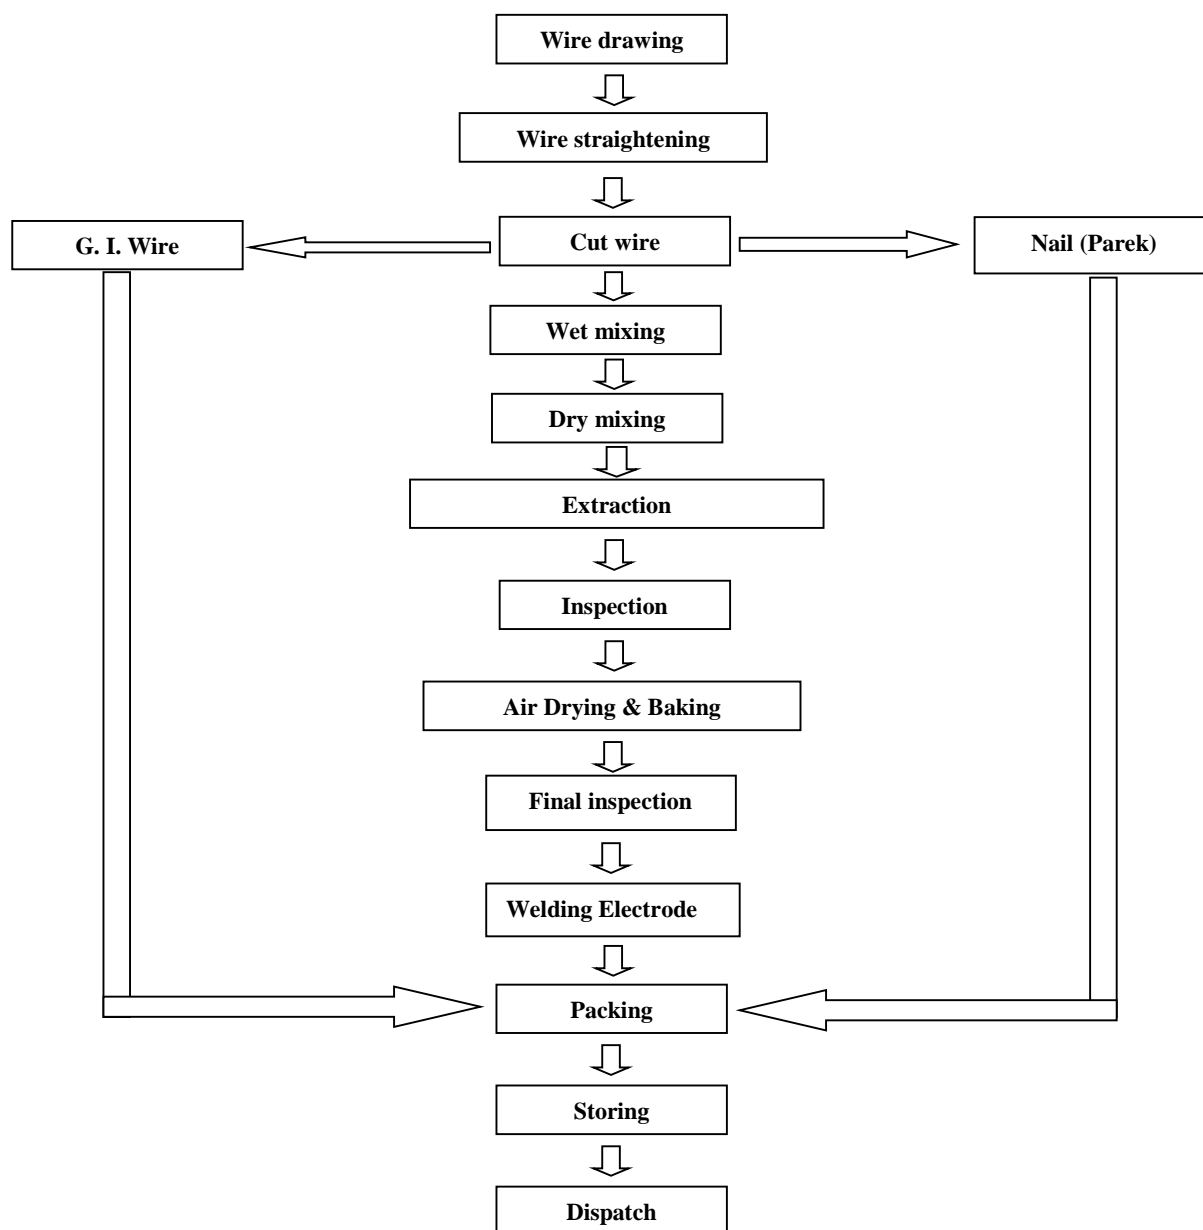 Wire drawing
Wire straightening
G. I. Wire
Cut wire
Nail (Parek)
Wet mixing
Dry mixing
Extraction
Inspection
Air Drying & Baking
Final inspection
Welding Electrode
Packing
Storing
Dispatch